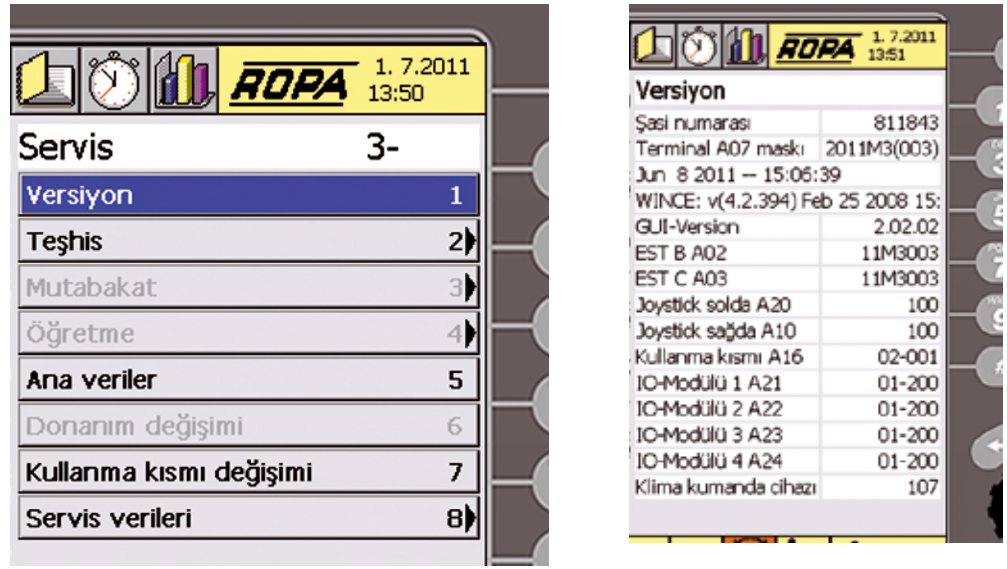 ROPA
1. 7.2011
13:50
Servis 3-
Versiyon 1
Teşhis 2
Mutabakat 3
Öğretme 4
Ana veriler 5
Donanım değişimi 6
Kullanma kısmı değişimi 7
Servis verileri 8
ROPA
1. 7.2011
13:51
Versiyon
Şasi numarası 811843
Terminal A07 maskı 2011M3(003)
Jun 8 2011 -- 15:06:39
WINCE: v(4.2.394) Feb 25 2008 15:
GUI-Version 2.02.02
EST B A02 11M3003
EST C A03 11M3003
Joystick solda A20 100
Joystick sağda A10 100
Kullanma kısmı A16 02-001
IO-Modülü 1 A21 01-200
IO-Modülü 2 A22 01-200
IO-Modülü 3 A23 01-200
IO-Modülü 4 A24 01-200
Klima kumanda cihazı 107